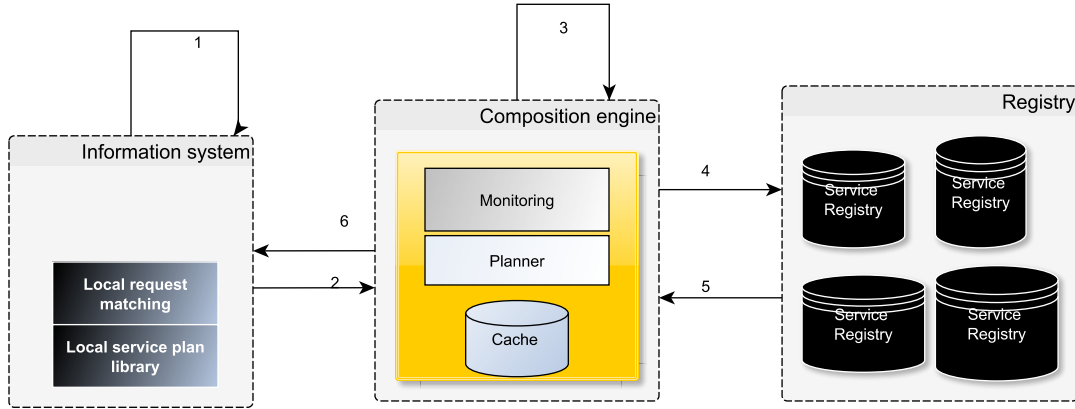 1
3
Registry
Composition engine
Information system
Monitoring
4
Service
Registry
Service
Registry
6
Planner
2
5
Local request
matching
Cache
Service
Registry
Service
Registry
Local service plan
library